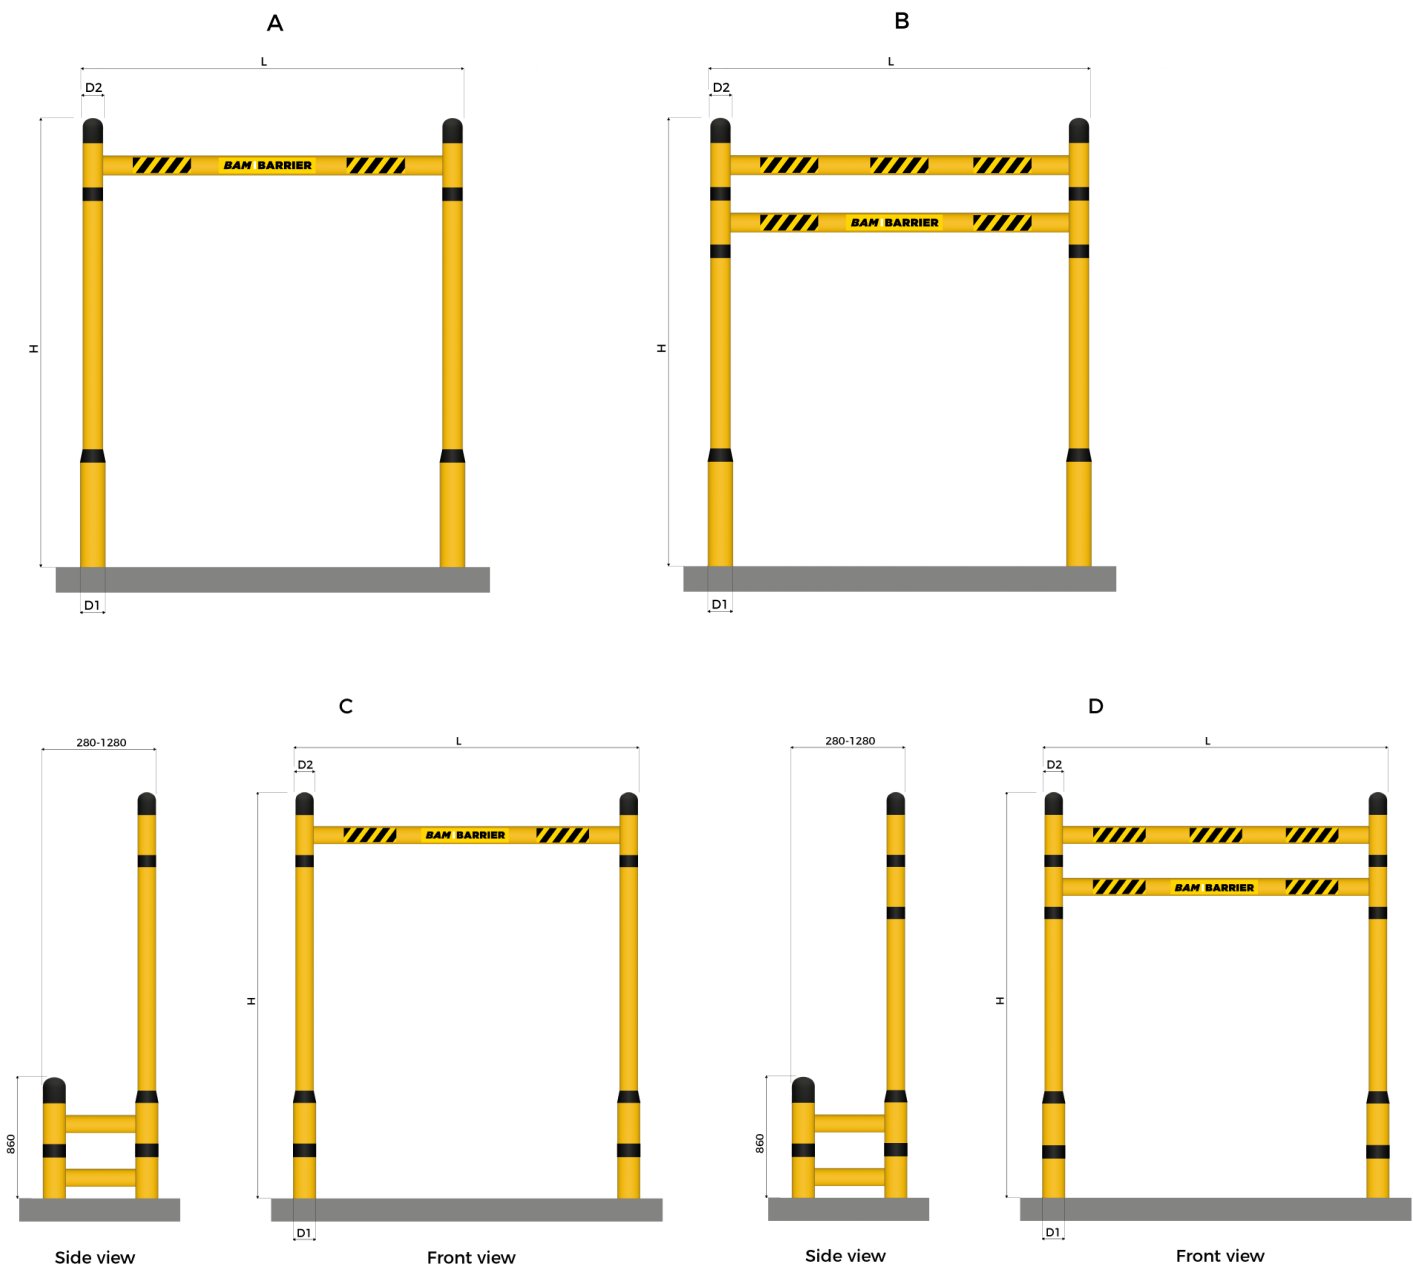 A
L
D2
H
BAM BARRIER
D1
B
L
D2
H
BAM BARRIER
D1
C
280-1280
860
Side view
L
D2
H
BAM BARRIER
D1
Front view
D
280-1280
860
Side view
L
D2
H
BAM BARRIER
D1
Front view